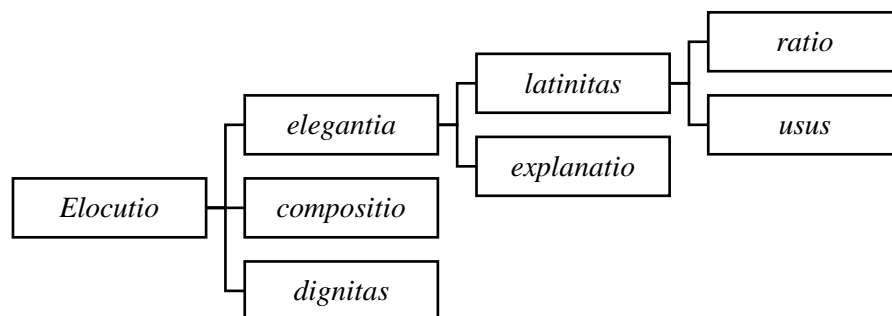 Elocutio
elegantia
compositio
dignitas
latinitas
explanatio
ratio
usus